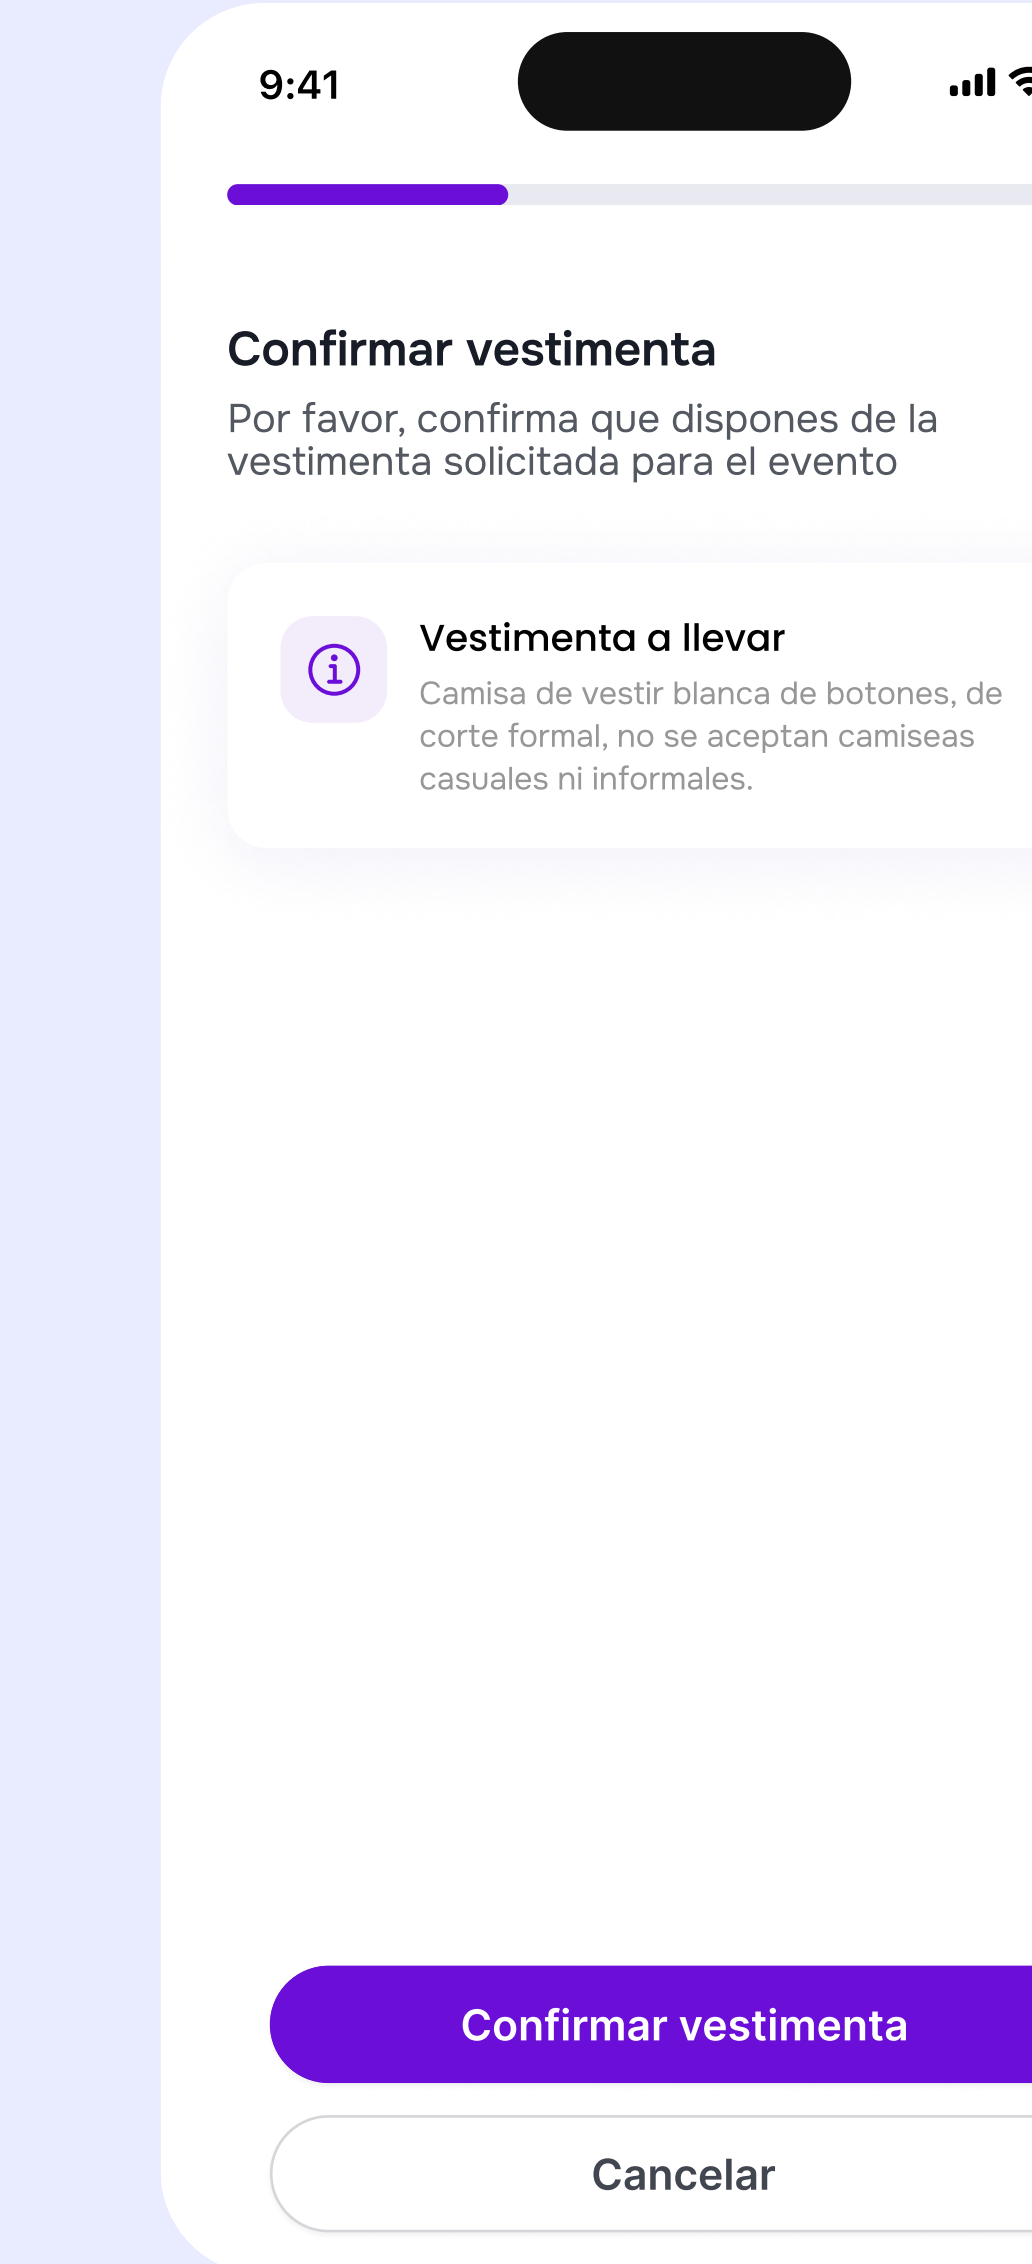 9:41
Confirmar vestimenta
Por favor, confirma que dispones de la
vestimenta solicitada para el evento
Vestimenta a llevar
Camisa de vestir blanca de botones, de
corte formal, no se aceptan camiseas
casuales ni informales.
Confirmar vestimenta
Cancelar